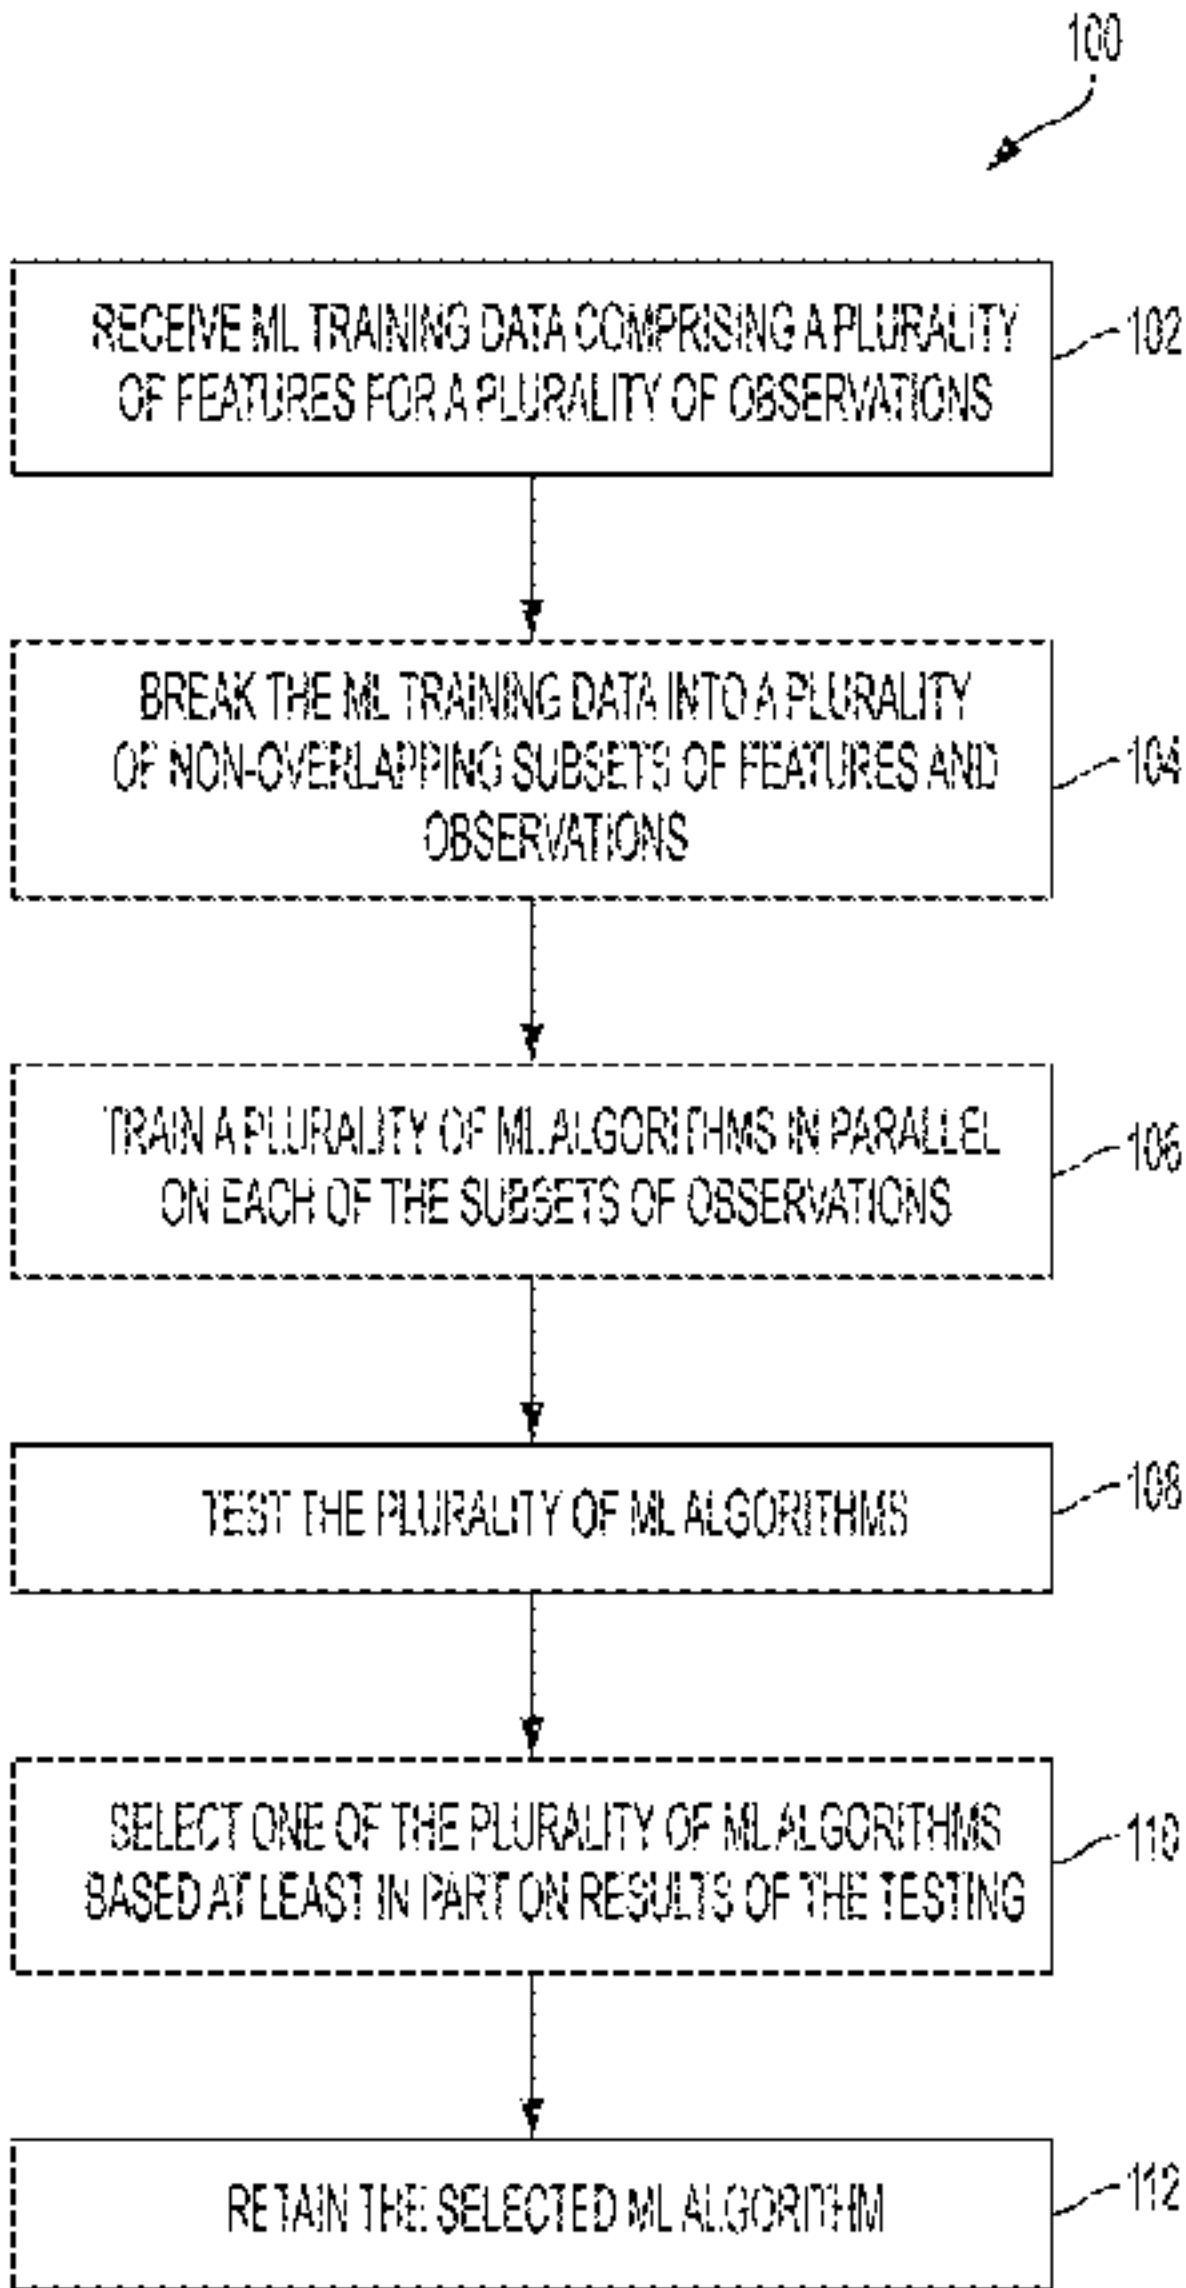 100
RECEIVE ML TRAINING DATA COMPRISING A PLURALITY
OF FEATURES FOR A PLURALITY OF OBSERVATIONS
102
BREAK THE ML TRAINING DATA INTO A PLURALITY
OF NON-OVERLAPPING SUBSETS OF FEATURES AND
OBSERVATIONS
104
TRAIN A PLURALITY OF ML ALGORITHMS IN PARALLEL
ON EACH OF THE SUBSETS OF OBSERVATIONS
106
TEST THE PLURALITY OF ML ALGORITHMS
108
SELECT ONE OF THE PLURALITY OF ML ALGORITHMS
BASED AT LEAST IN PART ON RESULTS OF THE TESTING
110
RETAIN THE SELECTED ML ALGORITHM
112